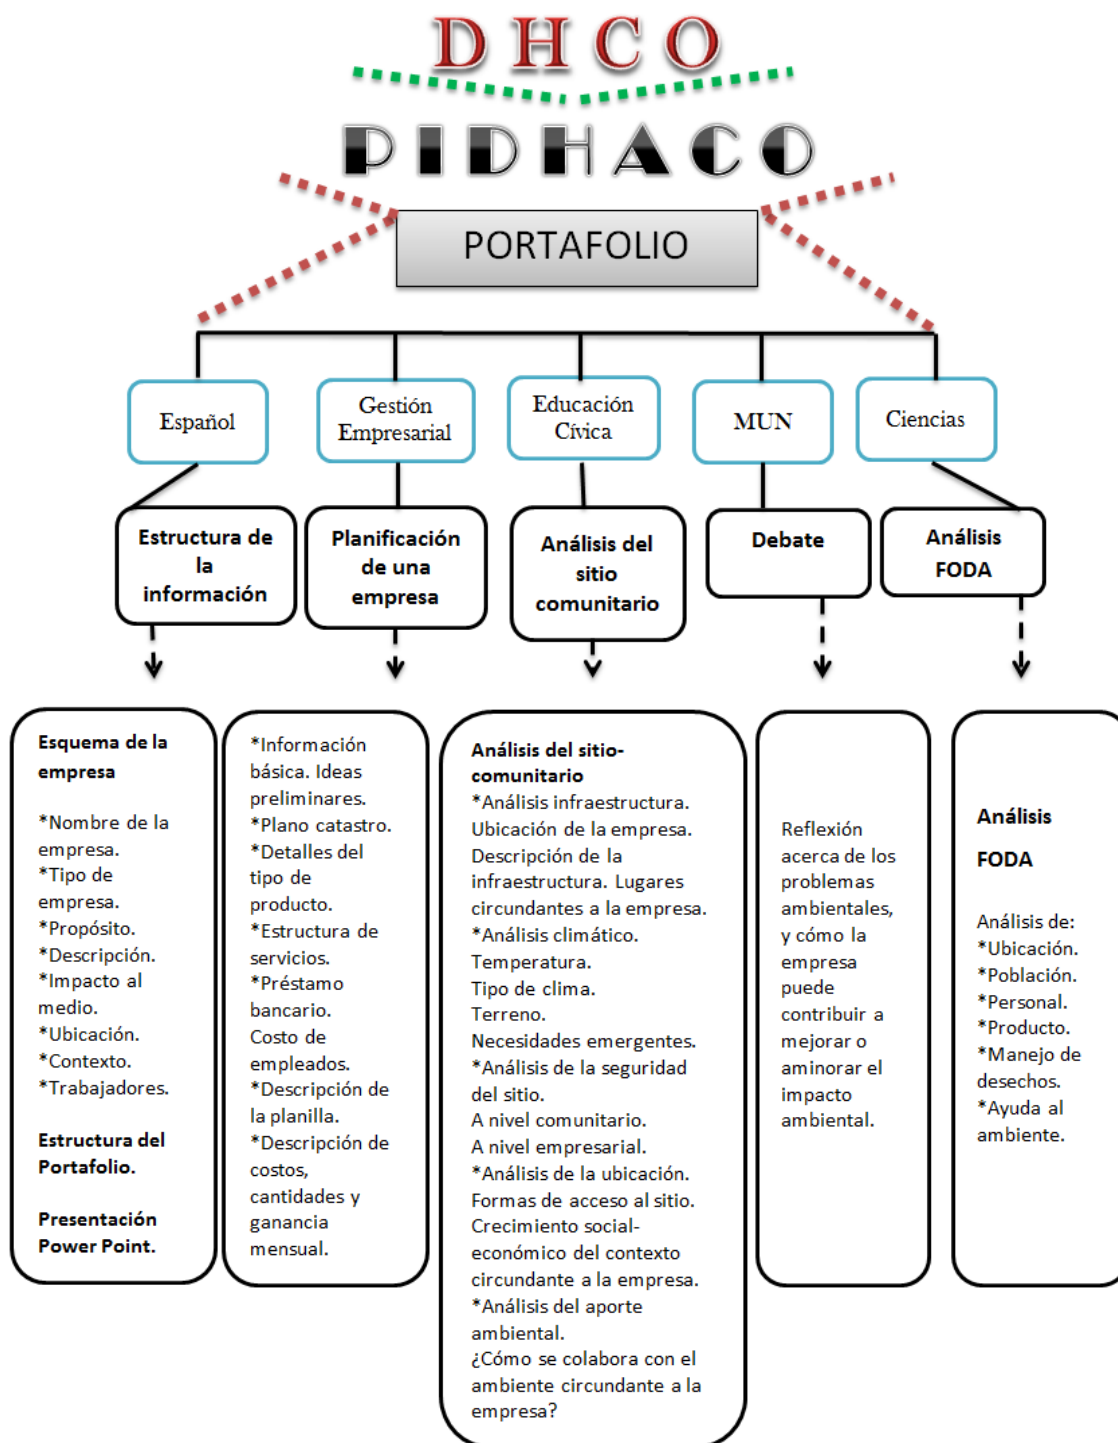 DHCO
PIDHACO
PORTAFOLIO
Español
Gestión
Empresarial
Educación
Cívica
MUN
Ciencias
Estructura de
la
información
Planificación
de una
empresa
Análisis del
sitio
comunitario
Debate
Análisis
FODA
Esquema de la
empresa
*Nombre de la
empresa.
*Tipo de
empresa.
*Propósito.
*Descripción.
*Impacto al
medio.
*Ubicación.
*Contexto.
*Trabajadores.
Estructura del
Portafolio.
Presentación
Power Point.
*Información
básica. Ideas
preliminares.
*Plano catastro.
*Detalles del
tipo de
producto.
*Estructura de
servicios.
*Préstamo
bancario.
Costo de
empleados.
*Descripción de
la planilla.
*Descripción de
costos,
cantidades y
ganancia
mensual.
Análisis del sitio-
comunitario
*Análisis infraestructura.
Ubicación de la empresa.
Descripción de la
infraestructura. Lugares
circundantes a la empresa.
*Análisis climático.
Temperatura.
Tipo de clima.
Terreno.
Necesidades emergentes.
*Análisis de la seguridad
del sitio.
A nivel comunitario.
A nivel empresarial.
*Análisis de la ubicación.
Formas de acceso al sitio.
Crecimiento social-
económico del contexto
circundante a la empresa.
*Análisis del aporte
ambiental.
¿Cómo se colabora con el
ambiente circundante a la
empresa?
Reflexión
acerca de los
problemas
ambientales,
y cómo la
empresa
puede
contribuir a
mejorar o
aminorar el
impacto
ambiental.
Análisis
FODA
Análisis de:
*Ubicación.
*Población.
*Personal.
*Producto.
*Manejo de
desechos.
*Ayuda al
ambiente.